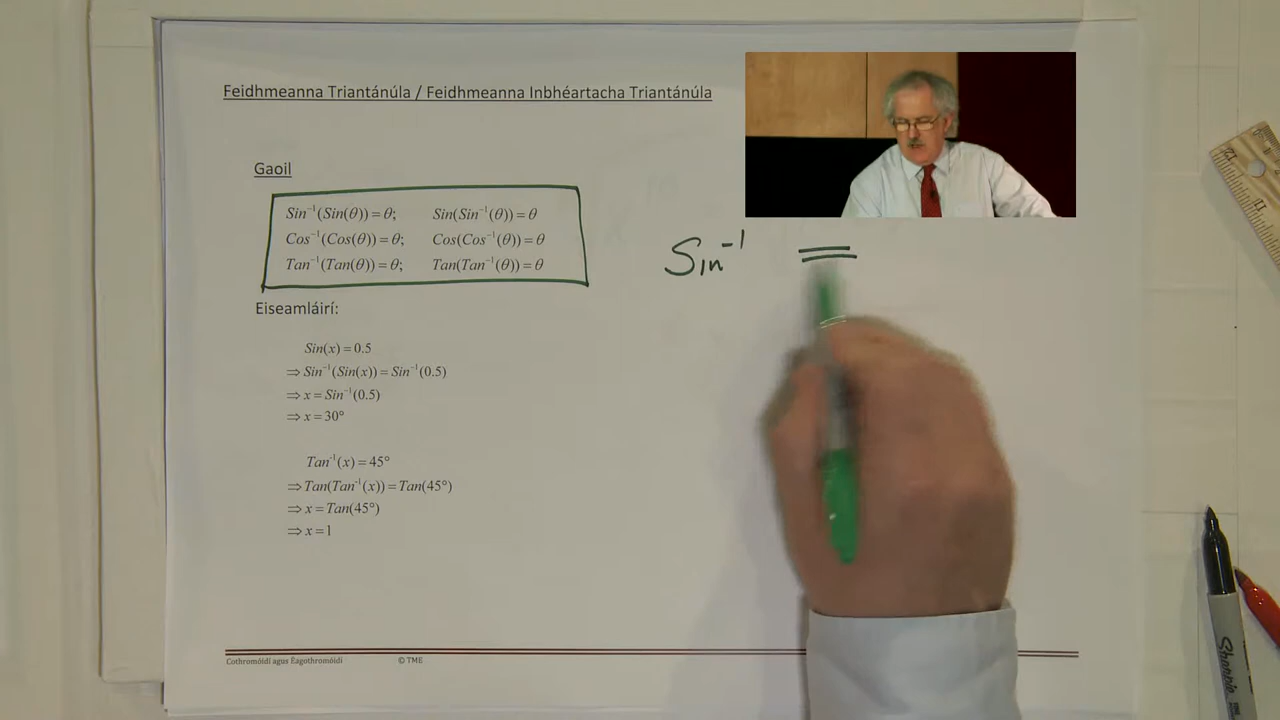 Feidhmeanna Triantánúla / Feidhmeanna Inbhéartacha Triantánúla
Gaoil
Sin⁻¹(Sin(θ)) = θ; Sin(Sin⁻¹(θ)) = θ
Cos⁻¹(Cos(θ)) = θ; Cos(Cos⁻¹(θ)) = θ
Tan⁻¹(Tan(θ)) = θ; Tan(Tan⁻¹(θ)) = θ
Sin⁻¹ =
Eiseamláirí:
Sin(x) = 0.5
⇒ Sin⁻¹(Sin(x)) = Sin⁻¹(0.5)
⇒ x = Sin⁻¹(0.5)
⇒ x = 30°
Tan⁻¹(x) = 45°
⇒ Tan(Tan⁻¹(x)) = Tan(45°)
⇒ x = Tan(45°)
⇒ x = 1
Cothromóidí agus Éagothromóidí © TME
12
11
Sharpie